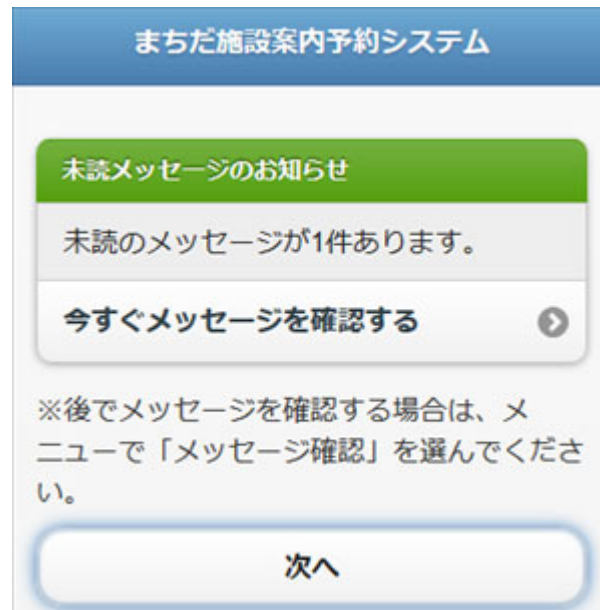 まちだ施設案内予約システム
未読メッセージのお知らせ
未読のメッセージが1件あります。
今すぐメッセージを確認する
※後でメッセージを確認する場合は、メ
ニューで「メッセージ確認」を選んでくださ
い。
次へ